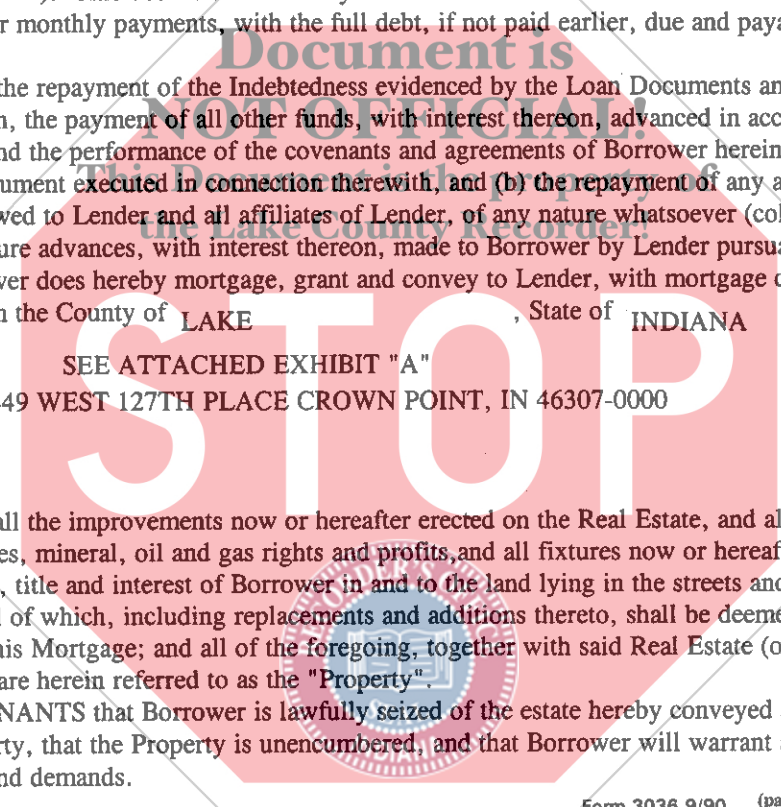 r monthly payments, with the full debt, if not paid earlier, due and paya
Document is
the repayment of the Indebtedness evidenced by the Loan Documents an
NOT OFFICIAL!
n, the payment of all other funds, with interest thereon, advanced in acc
nd the performance of the covenants and agreements of Borrower herein
This Document is the property of
ument executed in connection therewith, and (b) the repayment of any a
wed to Lender and all affiliates of Lender, of any nature whatsoever (col
the Lake County Recorder!
ure advances, with interest thereon, made to Borrower by Lender pursua
ver does hereby mortgage, grant and convey to Lender, with mortgage c
n the County of LAKE , State of INDIANA
SEE ATTACHED EXHIBIT "A"
49 WEST 127TH PLACE CROWN POINT, IN 46307-0000
STOP
all the improvements now or hereafter erected on the Real Estate, and al
es, mineral, oil and gas rights and profits,and all fixtures now or hereaf
, title and interest of Borrower in and to the land lying in the streets and
l of which, including replacements and additions thereto, shall be deeme
his Mortgage; and all of the foregoing, together with said Real Estate (o
are herein referred to as the "Property".
NANTS that Borrower is lawfully seized of the estate hereby conveyed
rty, that the Property is unencumbered, and that Borrower will warrant
nd demands.
SEAL
INDIANA
Form 3036 9/90 (pa